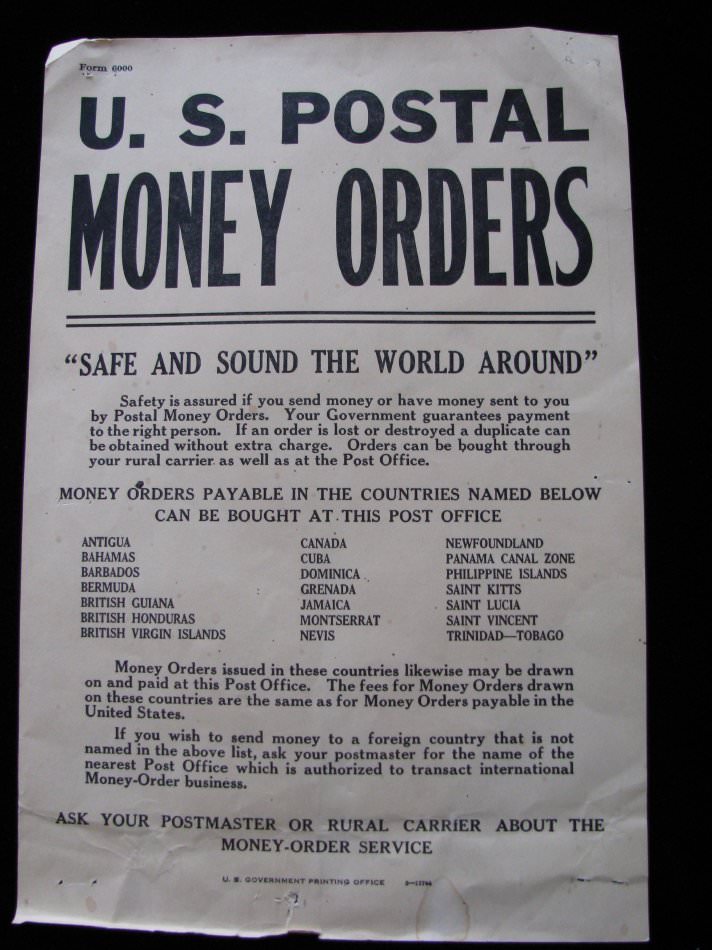 Form 6000
U. S. POSTAL
MONEY ORDERS
“SAFE AND SOUND THE WORLD AROUND”
Safety is assured if you send money or have money sent to you
by Postal Money Orders. Your Government guarantees payment
to the right person. If an order is lost or destroyed a duplicate can
be obtained without extra charge. Orders can be bought through
your rural carrier as well as at the Post Office.
MONEY ORDERS PAYABLE IN THE COUNTRIES NAMED BELOW
CAN BE BOUGHT AT THIS POST OFFICE
ANTIGUA CANADA NEWFOUNDLAND
BAHAMAS CUBA PANAMA CANAL ZONE
BARBADOS DOMINICA PHILIPPINE ISLANDS
BERMUDA GRENADA SAINT KITTS
BRITISH GUIANA JAMAICA SAINT LUCIA
BRITISH HONDURAS MONTSERRAT SAINT VINCENT
BRITISH VIRGIN ISLANDS NEVIS TRINIDAD—TOBAGO
Money Orders issued in these countries likewise may be drawn
on and paid at this Post Office. The fees for Money Orders drawn
on these countries are the same as for Money Orders payable in the
United States.
If you wish to send money to a foreign country that is not
named in the above list, ask your postmaster for the name of the
nearest Post Office which is authorized to transact international
Money-Order business.
ASK YOUR POSTMASTER OR RURAL CARRIER ABOUT THE
MONEY-ORDER SERVICE
U. S. GOVERNMENT PRINTING OFFICE